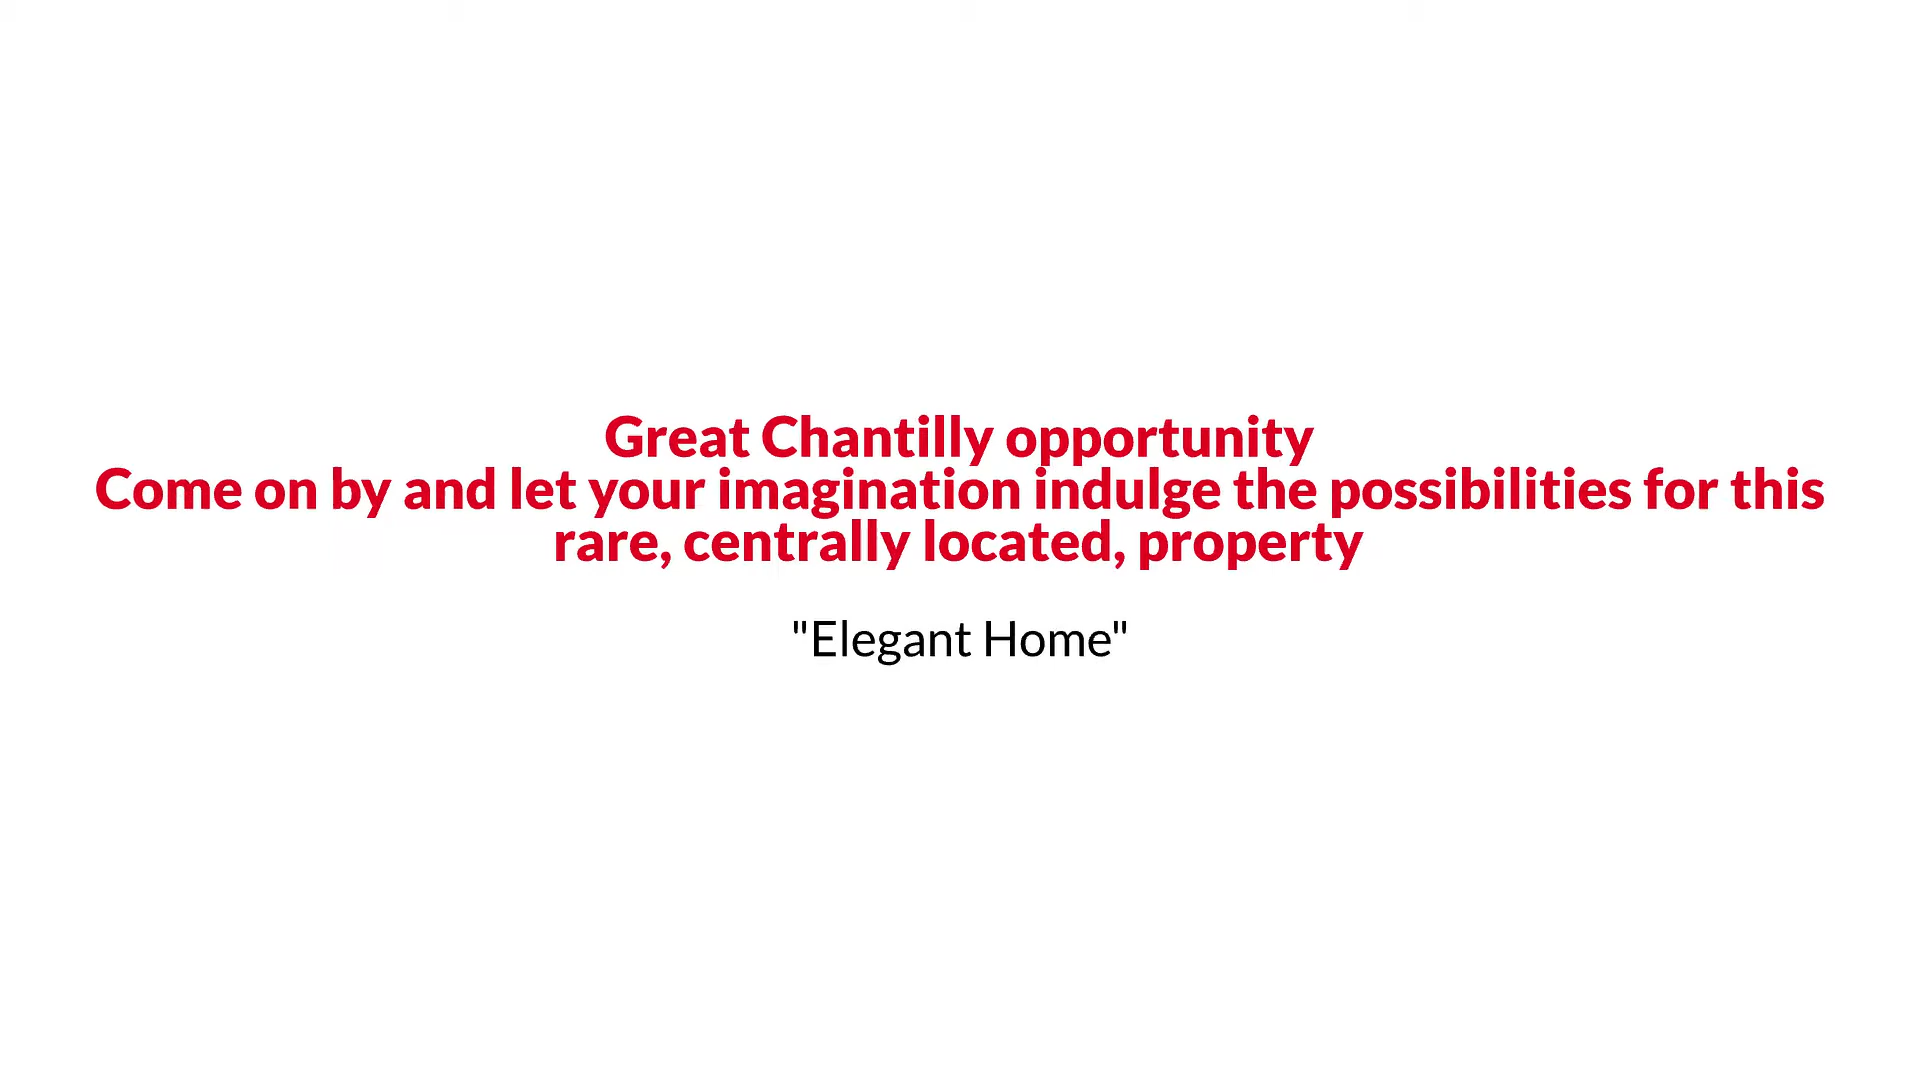 Great Chantilly opportunity
Come on by and let your imagination indulge the possibilities for this
rare, centrally located, property
"Elegant Home"